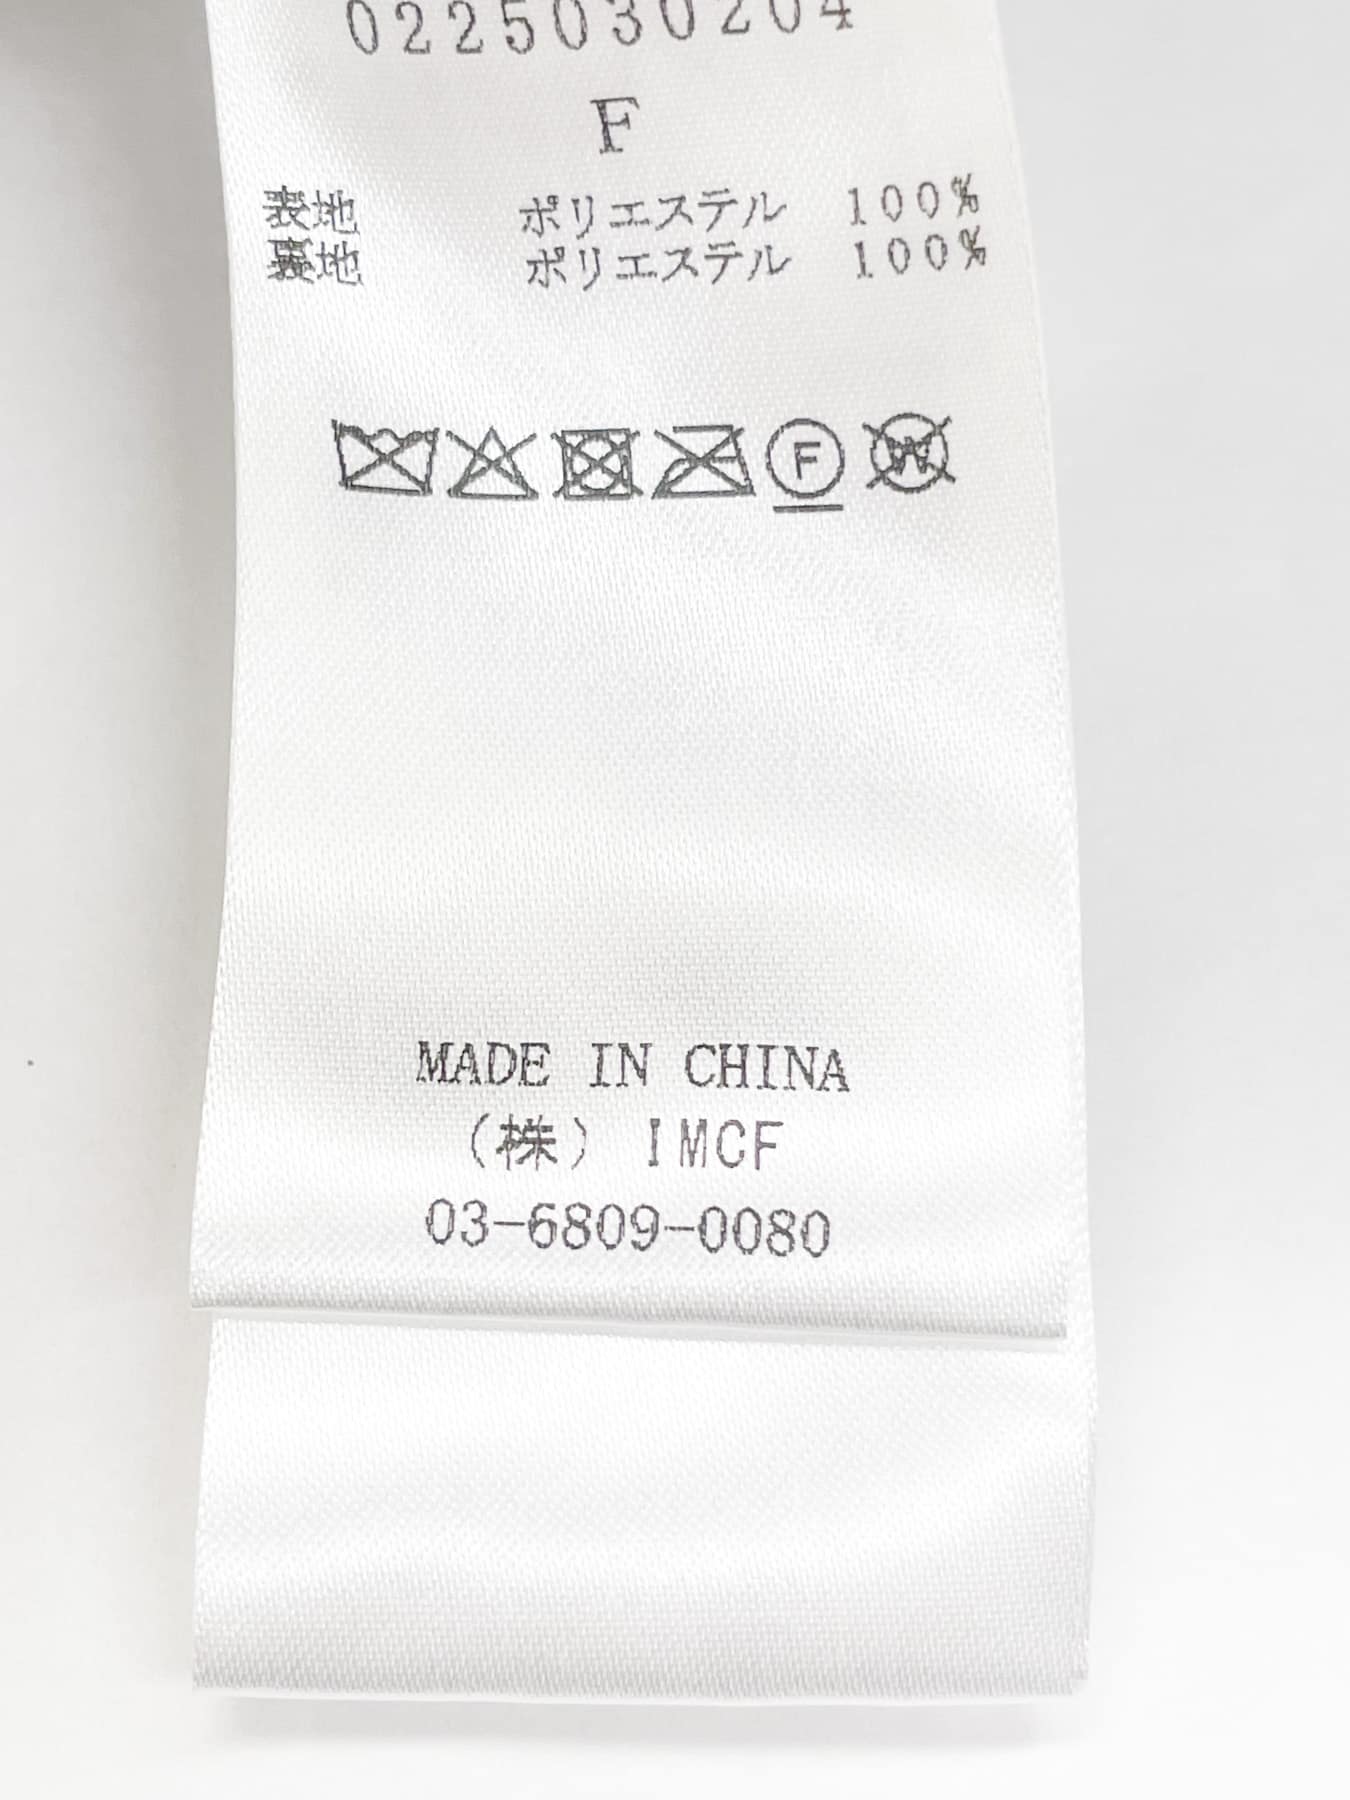 0225030204
F
表地 ポリエステル 100%
裏地 ポリエステル 100%
F W
MADE IN CHINA
(株) IMCF
03-6809-0080